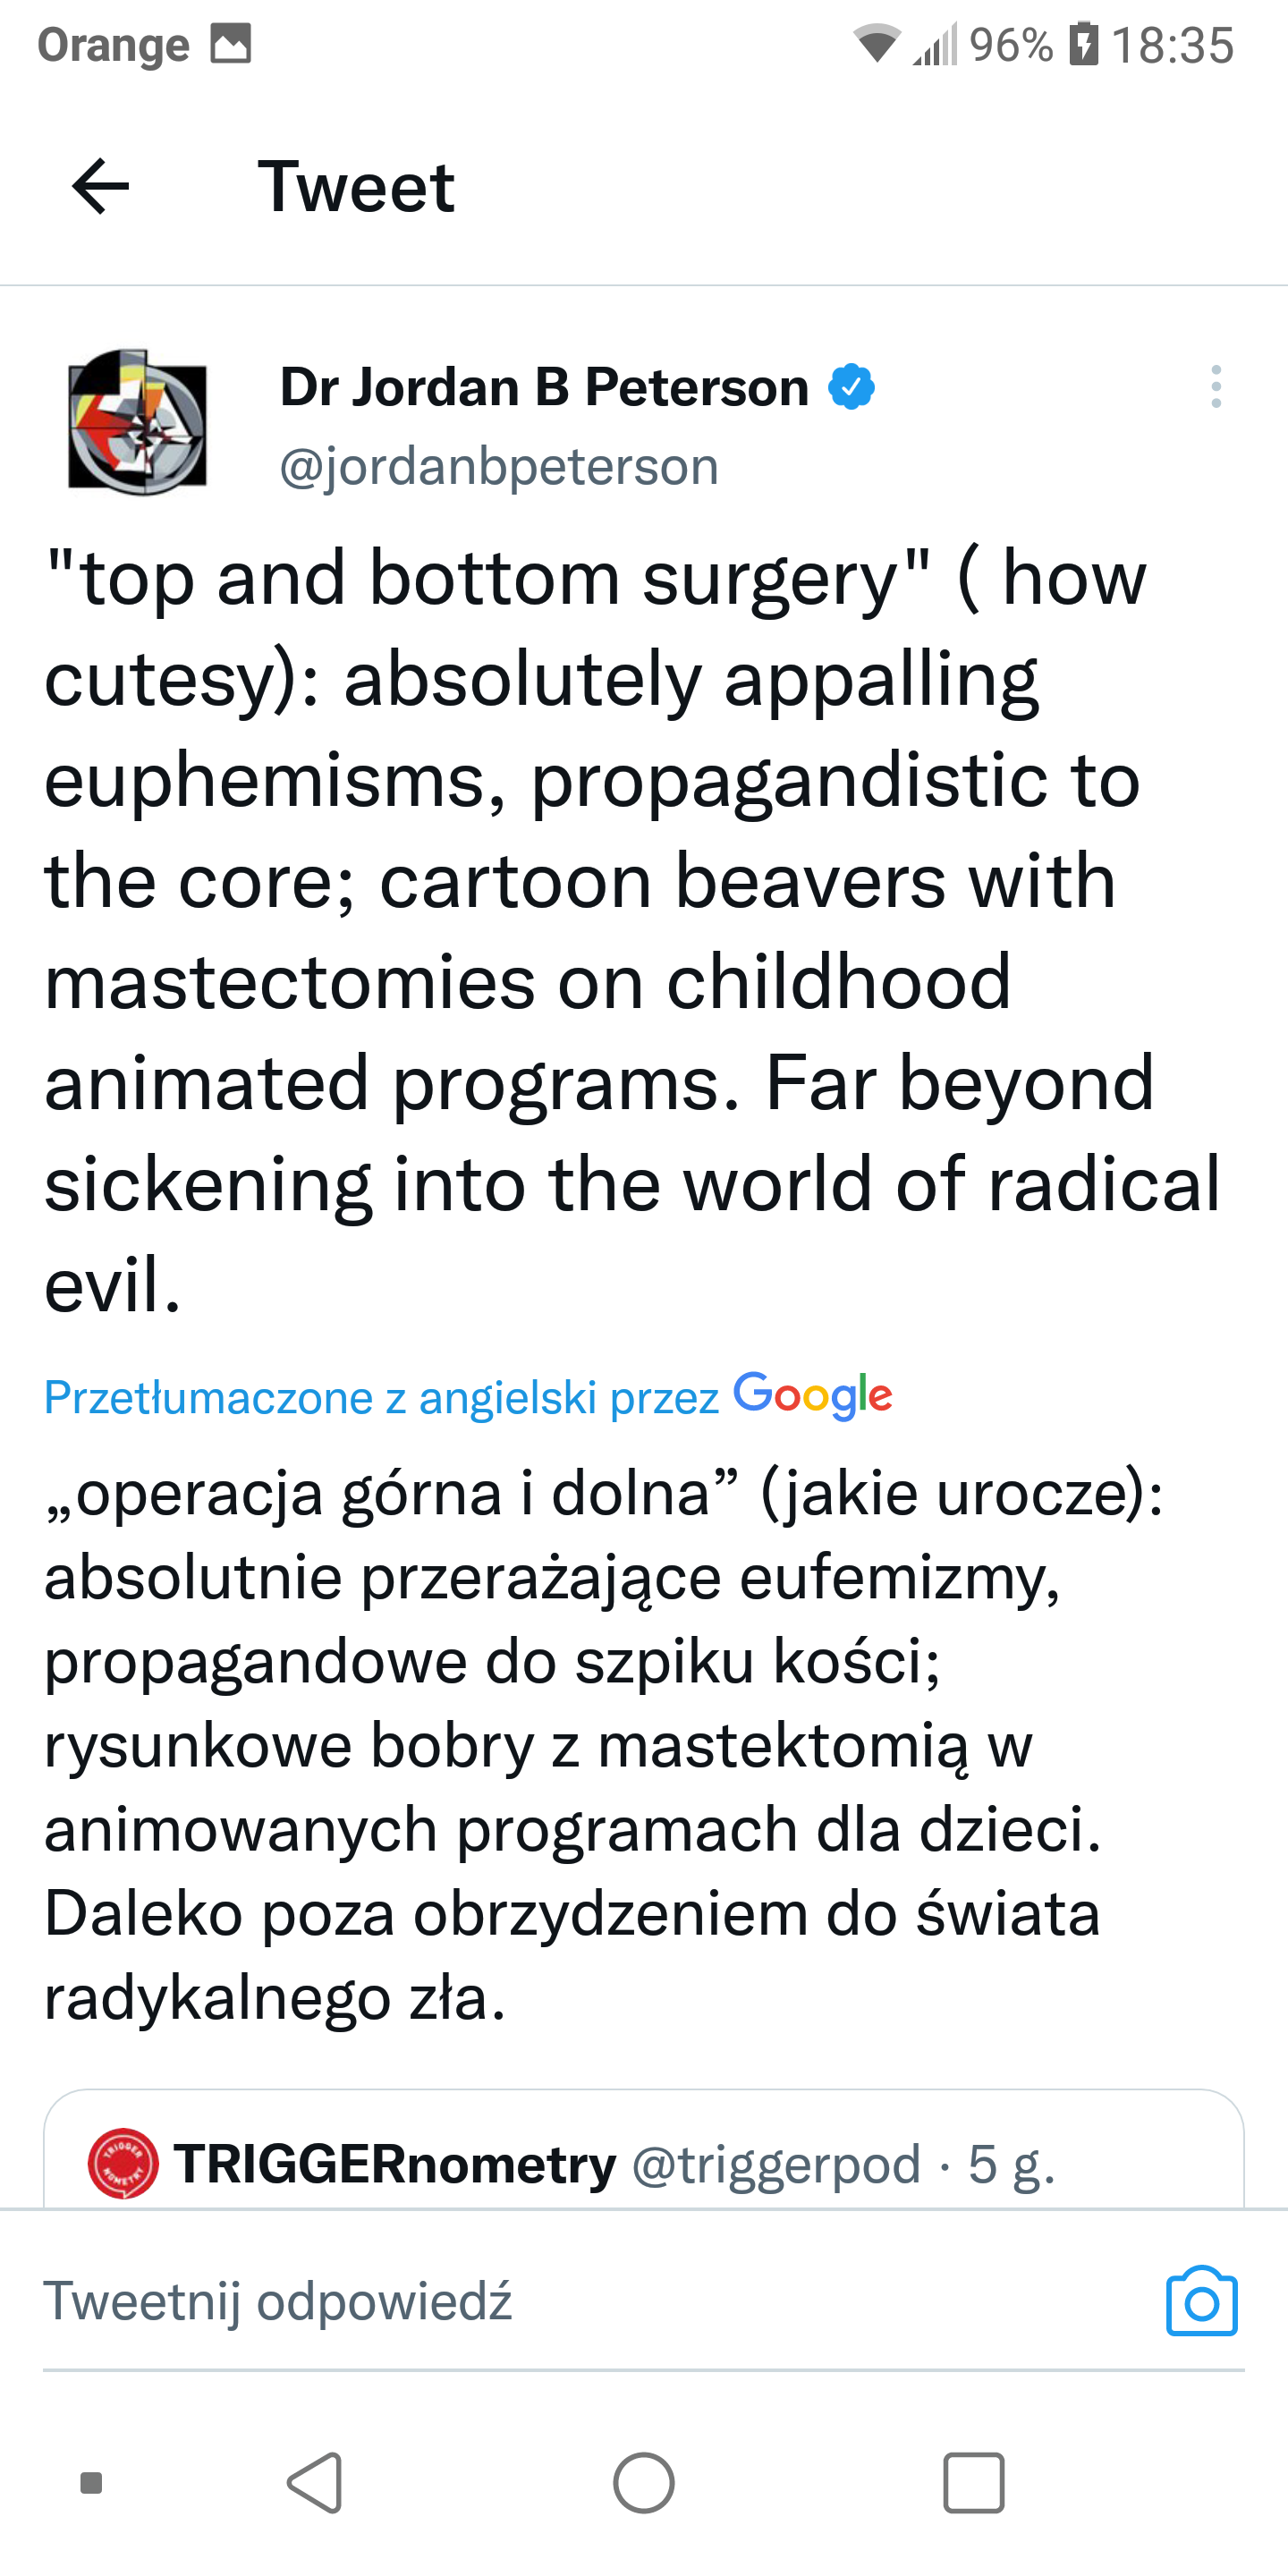 Orange 96% 18:35
Tweet
Dr Jordan B Peterson
@jordanbpeterson
"top and bottom surgery" ( how
cutesy): absolutely appalling
euphemisms, propagandistic to
the core; cartoon beavers with
mastectomies on childhood
animated programs. Far beyond
sickening into the world of radical
evil.
Przetłumaczone z angielski przez Google
„operacja górna i dolna” (jakie urocze):
absolutnie przerażające eufemizmy,
propagandowe do szpiku kości;
rysunkowe bobry z mastektomią w
animowanych programach dla dzieci.
Daleko poza obrzydzeniem do świata
radykalnego zła.
TRIGGER
NOMETRY
TRIGGERnometry @triggerpod · 5 g.
Tweetnij odpowiedź